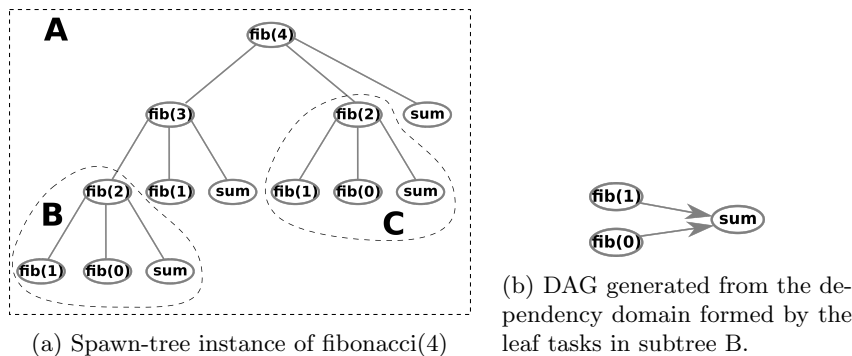 A
fib(4)
fib(3) fib(2) sum
fib(2) fib(1) sum fib(1) fib(0) sum
B
C
fib(1) fib(0) sum
(a) Spawn-tree instance of fibonacci(4)
fib(1)
sum
fib(0)
(b) DAG generated from the de-
pendency domain formed by the
leaf tasks in subtree B.